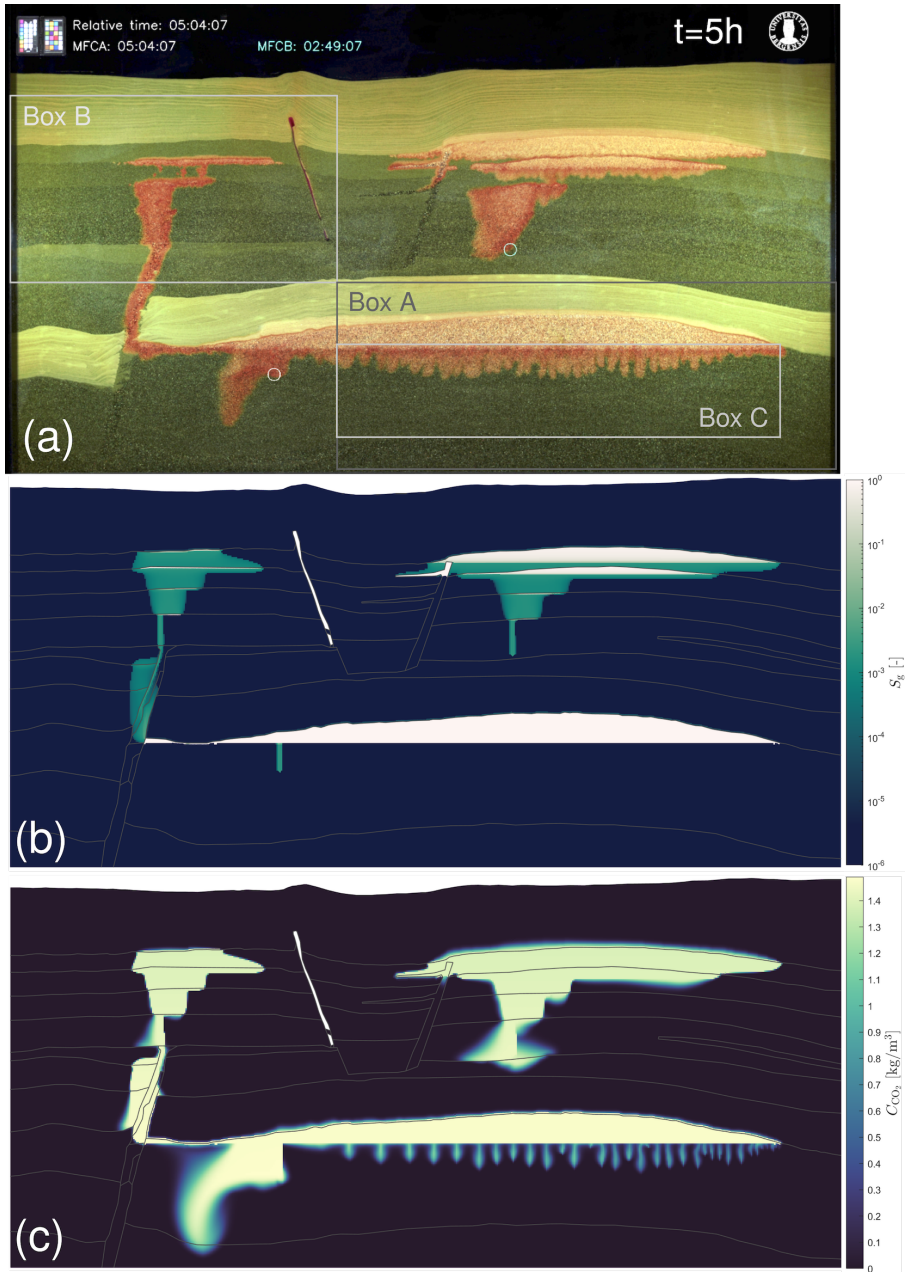 Relative time: 05:04:07
MFCA: 05:04:07 MFCB: 02:49:07
t=5h
Box B
Box A
Box C
(a)
10⁰
10⁻¹
10⁻²
10⁻³
10⁻⁴
10⁻⁵
10⁻⁶
S_g [-]
(b)
1.4
1.3
1.2
1.1
1
0.9
0.8
0.7
0.6
0.5
0.4
0.3
0.2
0.1
0
C_CO₂ [kg/m³]
(c)